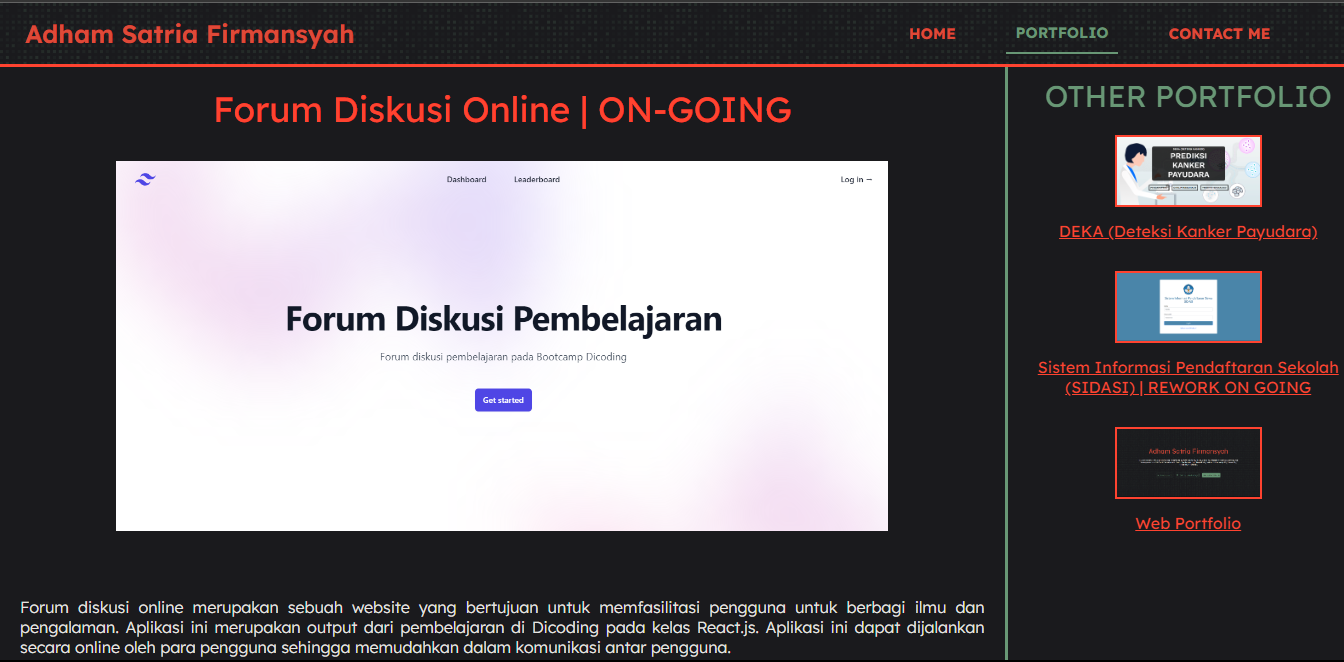 Adham Satria Firmansyah
HOME
PORTFOLIO
CONTACT ME
Forum Diskusi Online | ON-GOING
Dashboard
Leaderboard
Log in →
Forum Diskusi Pembelajaran
Forum diskusi pembelajaran pada Bootcamp Dicoding
Get started
Forum diskusi online merupakan sebuah website yang bertujuan untuk memfasilitasi pengguna untuk berbagi ilmu dan
pengalaman. Aplikasi ini merupakan output dari pembelajaran di Dicoding pada kelas React.js. Aplikasi ini dapat dijalankan
secara online oleh para pengguna sehingga memudahkan dalam komunikasi antar pengguna.
OTHER PORTFOLIO
PREDIKSI
KANKER
PAYUDARA
DEKA (Deteksi Kanker Payudara)
Sistem Informasi Pendaftaran Sekolah
(SIDASI) | REWORK ON GOING
Adham Satria Firmansyah
Web Portfolio